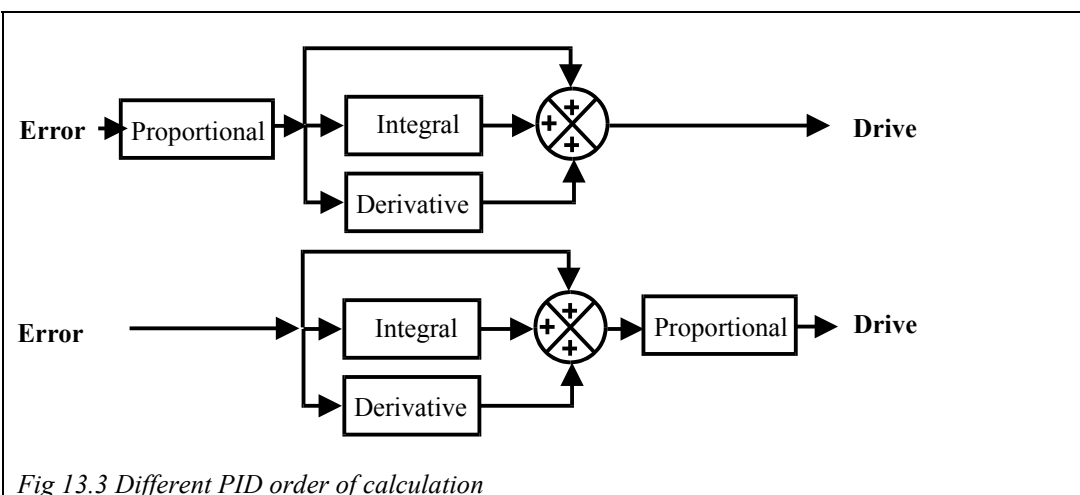 Error
Proportional
Integral
Derivative
+
+
+
Drive
Error
Integral
Derivative
+
+
+
Proportional
Drive
Fig 13.3 Different PID order of calculation